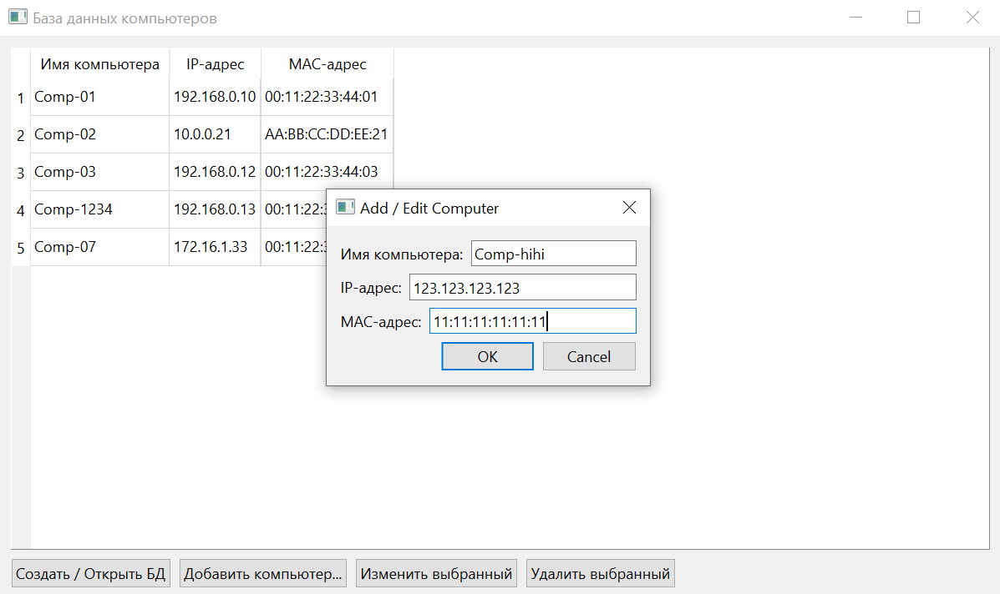 База данных компьютеров
Имя компьютера IP-адрес MAC-адрес
1 Comp-01 192.168.0.10 00:11:22:33:44:01
2 Comp-02 10.0.0.21 AA:BB:CC:DD:EE:21
3 Comp-03 192.168.0.12 00:11:22:33:44:03
4 Comp-1234 192.168.0.13 00:11:22:
5 Comp-07 172.16.1.33 00:11:22:
Add / Edit Computer
Имя компьютера: Comp-hihi
IP-адрес: 123.123.123.123
MAC-адрес: 11:11:11:11:11:11
OK Cancel
Создать / Открыть БД Добавить компьютер... Изменить выбранный Удалить выбранный